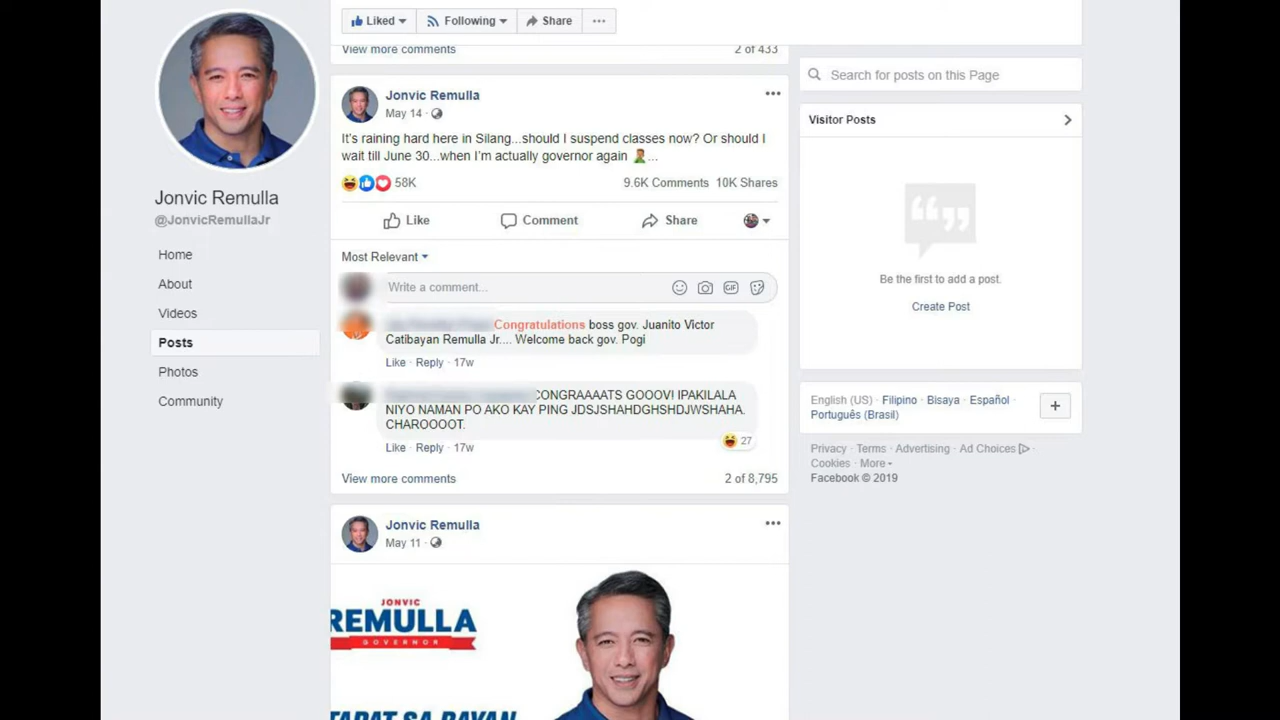 Liked
Following
Share
View more comments
2 of 433
Jonvic Remulla
@JonvicRemullaJr
Home
About
Videos
Posts
Photos
Community
Jonvic Remulla
May 14
It's raining hard here in Silang...should I suspend classes now? Or should I
wait till June 30...when I'm actually governor again 🤦🏽‍♂️...
58K
9.6K Comments 10K Shares
Like
Comment
Share
Most Relevant
Write a comment...
GIF
Congratulations boss gov. Juanito Victor
Catibayan Remulla Jr.... Welcome back gov. Pogi
Like · Reply · 17w
CONGRAAAATS GOOOV! IPAKILALA
NIYO NAMAN PO AKO KAY PING JDSJSHAHDGHSHDJWSHAHA.
CHAROOOOT.
27
Like · Reply · 17w
View more comments
2 of 8,795
Jonvic Remulla
May 11
JONVIC
REMULLA
GOVERNOR
TAPAT SA BAYAN
Search for posts on this Page
Visitor Posts
Be the first to add a post.
Create Post
English (US) · Filipino · Bisaya · Español ·
Português (Brasil)
Privacy · Terms · Advertising · Ad Choices ·
Cookies · More
Facebook © 2019